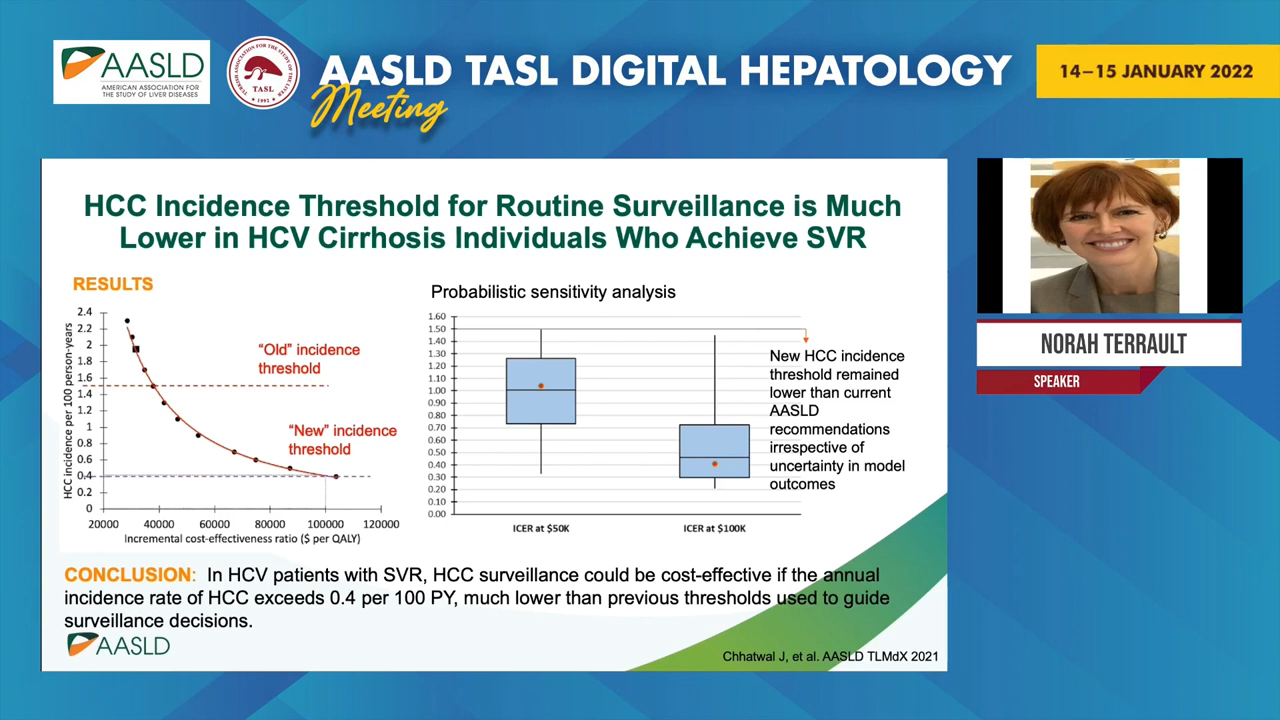 AASLD
AMERICAN ASSOCIATION FOR
THE STUDY OF LIVER DISEASES
TASL
1992
AASLD TASL DIGITAL HEPATOLOGY
Meeting
14–15 JANUARY 2022
HCC Incidence Threshold for Routine Surveillance is Much
Lower in HCV Cirrhosis Individuals Who Achieve SVR
RESULTS
HCC incidence per 100 person-years
2.4
2.2
2
1.8
1.6
1.4
1.2
1
0.8
0.6
0.4
0.2
0
20000 40000 60000 80000 100000 120000
Incremental cost-effectiveness ratio ($ per QALY)
“Old” incidence
threshold
“New” incidence
threshold
Probabilistic sensitivity analysis
1.60
1.50
1.40
1.30
1.20
1.10
1.00
0.90
0.80
0.70
0.60
0.50
0.40
0.30
0.20
0.10
0.00
ICER at $50K ICER at $100K
New HCC incidence
threshold remained
lower than current
AASLD
recommendations
irrespective of
uncertainty in model
outcomes
CONCLUSION: In HCV patients with SVR, HCC surveillance could be cost-effective if the annual
incidence rate of HCC exceeds 0.4 per 100 PY, much lower than previous thresholds used to guide
surveillance decisions.
AASLD
Chhatwal J, et al. AASLD TLMdX 2021
NORAH TERRAULT
SPEAKER